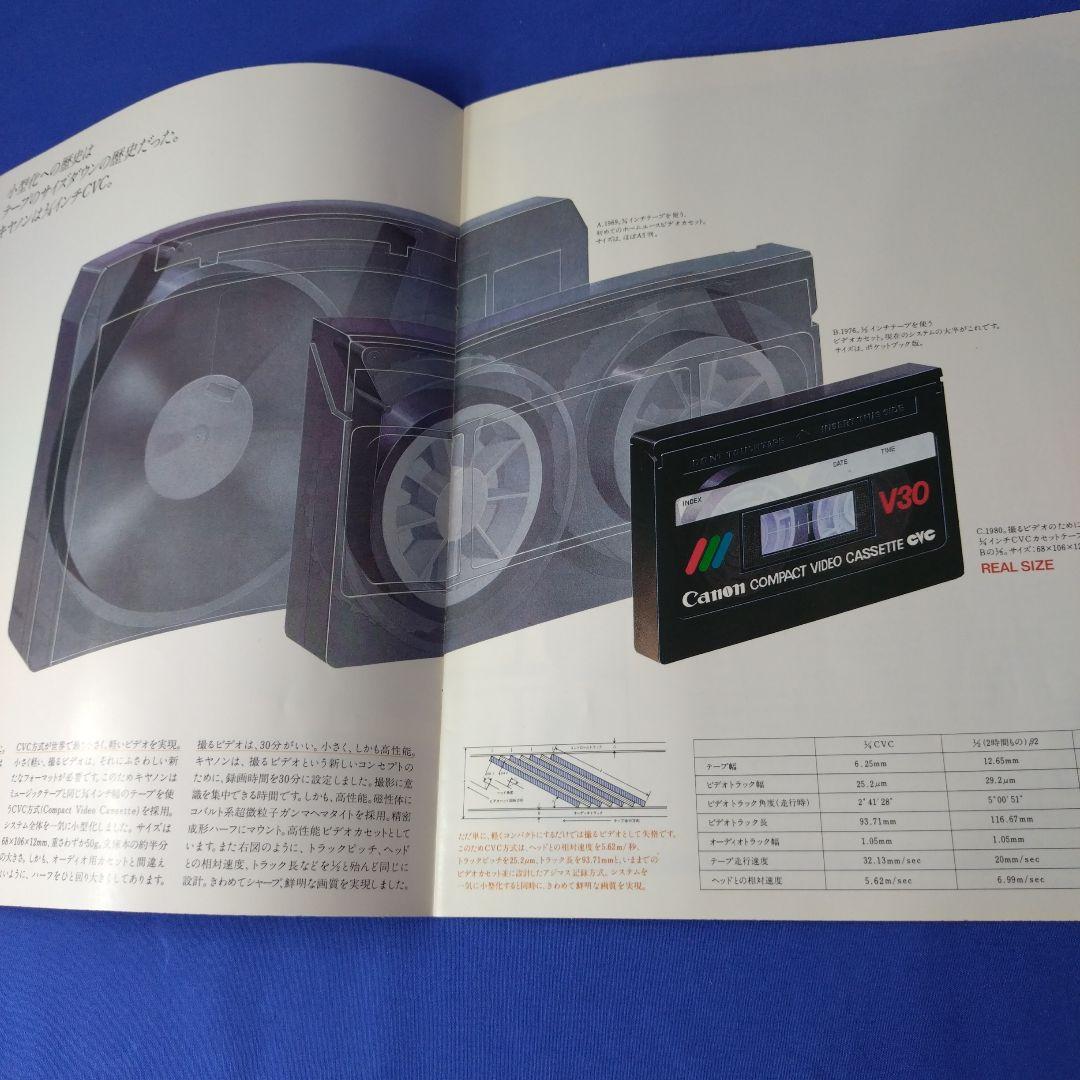 小型化への歴史は
テープのサイズダウンの歴史だった。
キヤノンは¼インチCVC。
A.1969。¾インチテープを使う、
初めてのホームユースビデオカセット。
サイズは、ほぼA5判。
B.1976。½インチテープを使う
ビデオカセット。現在のシステムの大半がこれです。
サイズは、ポケットブック版。
C.1980。撮るビデオのために
¼インチCVCカセットテープ
サイズ:68×106×12
REAL SIZE
DO NOT TOUCH TAPE INSERT THIS SIDE
INDEX DATE TIME
V30
Canon COMPACT VIDEO CASSETTE CVC
CVC方式が世界で最も小さく、軽いビデオを実現。
小さく軽い、撮るビデオは、それにふさわしい新
たなフォーマットが必要です。このためキヤノンは
ミュージックテープと同じ¼インチ幅のテープを使
うCVC方式(Compact Video Cassette)を採用。
システム全体を一気に小型化しました。サイズは
68×106×12mm、重さわずか50g。文庫本の約半分
の大きさ。しかも、オーディオ用カセットと間違え
ないように、ハーフをひと回り大きくしてあります。
撮るビデオは、30分がいい。小さく、しかも高性能。
キヤノンは、撮るビデオという新しいコンセプトの
ために、録画時間を30分に設定しました。撮影に意
識を集中できる時間です。しかも、高性能。磁性体に
コバルト系超微粒子ガンマヘマタイトを採用。精密
成形ハーフにマウント。高性能ビデオカセットとして
います。また右図のように、トラックピッチ、ヘッド
との相対速度、トラック長などを½と殆んど同じに
設計。きわめてシャープ、鮮明な画質を実現しました。
コントロールトラック
オーディオトラック
ただ単に、軽くコンパクトにするだけでは撮るビデオとして失格です。
このためCVC方式は、ヘッドとの相対速度を5.62m/秒、
トラックピッチを25.2μm、トラック長を93.71mmと、いままでの
ビデオカセット並に設計したアジマス記録方式。システムを
一気に小型化すると同時に、きわめて鮮明な画質を実現。
¼CVC ½(2時間もの)β2
テープ幅 6.25mm 12.65mm
ビデオトラック幅 25.2μm 29.2μm
ビデオトラック角度(走行時) 2°41′28″ 5°00′51″
ビデオトラック長 93.71mm 116.67mm
オーディオトラック幅 1.05mm 1.05mm
テープ走行速度 32.13mm/sec 20mm/sec
ヘッドとの相対速度 5.62m/sec 6.99m/sec